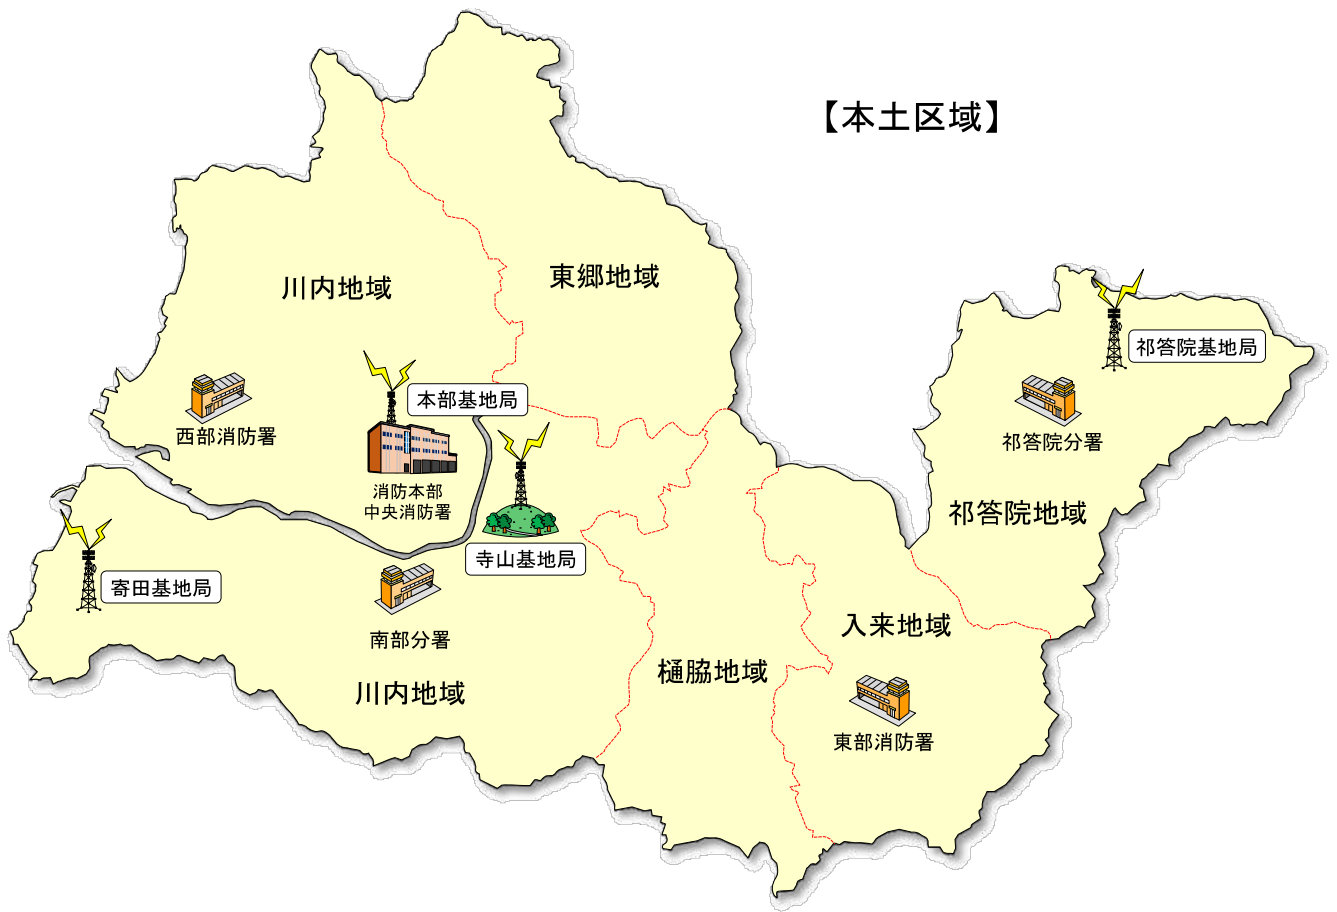 【本土区域】
川内地域
東郷地域
祁答院基地局
本部基地局
西部消防署
祁答院分署
消防本部
中央消防署
祁答院地域
寺山基地局
寄田基地局
南部分署
入来地域
樋脇地域
川内地域
東部消防署